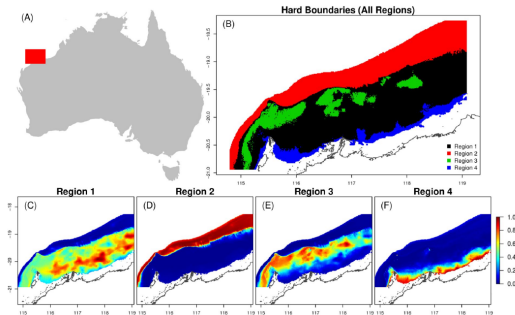 (A)
Hard Boundaries (All Regions)
(B)
-19.0
-19.5
-20.0
-20.5
-21.0
Region 1
Region 2
Region 3
Region 4
115
116
117
118
119
Region 1
Region 2
Region 3
Region 4
(C)
(D)
(E)
(F)
-19
-20
-21
1.0
0.8
0.6
0.4
0.2
0.0
115 116 117 118 119
115 116 117 118 119
115 116 117 118 119
115 116 117 118 119